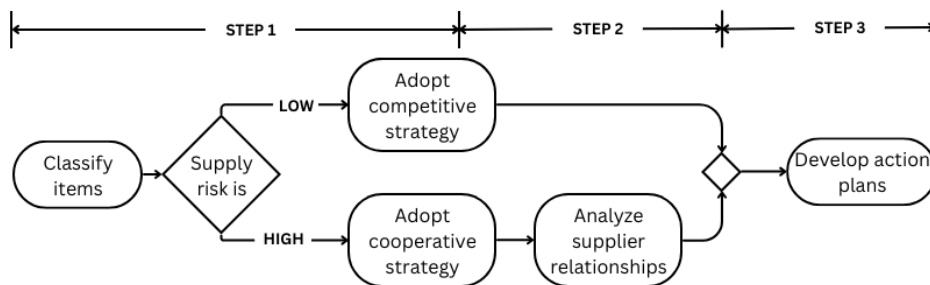 STEP 1
STEP 2
STEP 3
Classify
items
Supply
risk is
LOW
Adopt
competitive
strategy
HIGH
Adopt
cooperative
strategy
Analyze
supplier
relationships
Develop action
plans